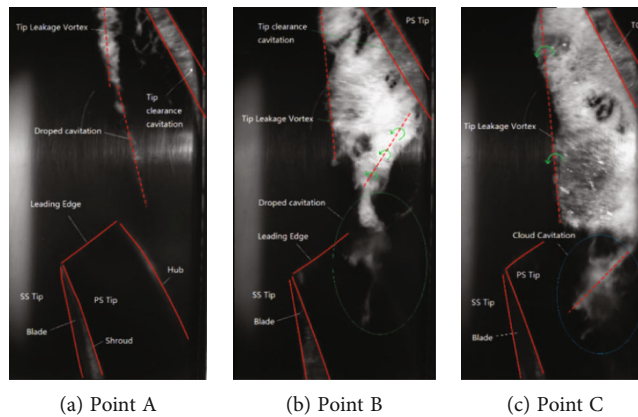 Tip Leakage Vortex
Tip
clearance
cavitation
Droped cavitation
Leading Edge
Hub
SS Tip
PS Tip
Blade
Shroud
(a) Point A
Tip clearance
cavitation
PS Tip
Tip Leakage Vortex
Droped cavitation
Leading Edge
SS Tip
PS Tip
Blade
(b) Point B
Tip Leakage Vortex
Cloud Cavitation
PS Tip
SS Tip
Blade
(c) Point C